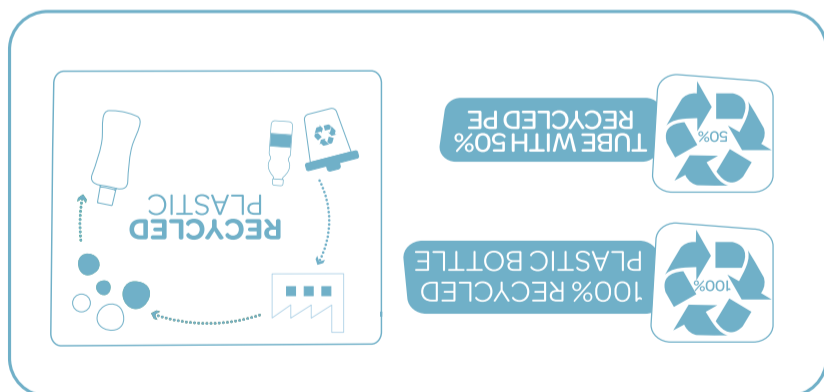 100%
100% RECYCLED
PLASTIC BOTTLE
50%
TUBE WITH 50%
RECYCLED PE
RECYCLED
PLASTIC